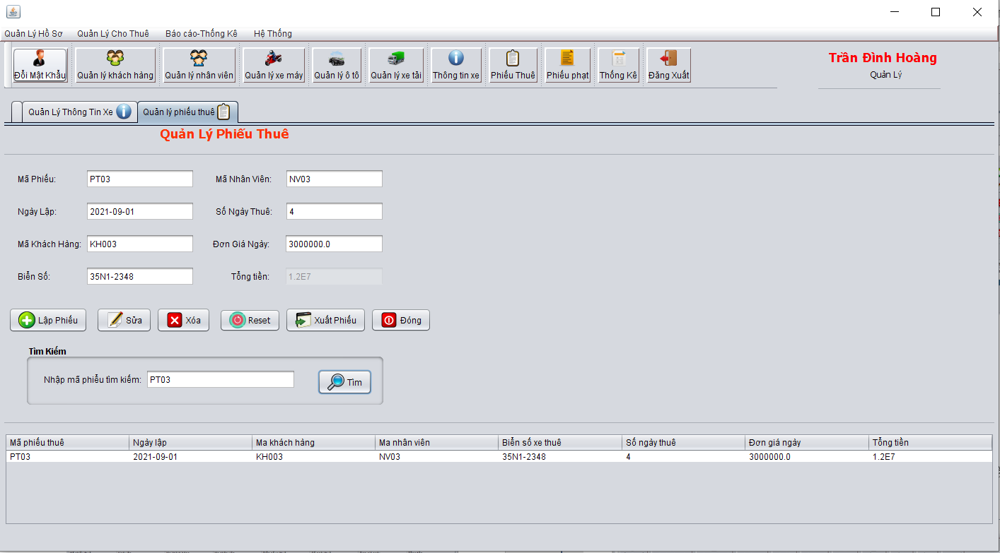 Quản Lý Hồ Sơ Quản Lý Cho Thuê Báo cáo-Thống Kê Hệ Thống
Đổi Mật Khẩu Quản lý khách hàng Quản lý nhân viên Quản lý xe máy Quản lý ô tô Quản lý xe tải Thông tin xe Phiếu Thuê Phiếu phạt Thống Kê Đăng Xuất
Trần Đình Hoàng
Quản Lý
Quản Lý Thông Tin Xe Quản lý phiếu thuê
Quản Lý Phiếu Thuê
Mã Phiếu: PT03 Mã Nhân Viên: NV03
Ngày Lập: 2021-09-01 Số Ngày Thuê: 4
Mã Khách Hàng: KH003 Đơn Giá Ngày: 3000000.0
Biển Số: 35N1-2348 Tổng tiền: 1.2E7
Lập Phiếu Sửa Xóa Reset Xuất Phiếu Đóng
Tìm Kiếm
Nhập mã phiếu tìm kiếm: PT03 Tìm
Mã phiếu thuê Ngày lập Ma khách hàng Ma nhân viên Biển số xe thuê Số ngày thuê Đơn giá ngày Tổng tiền
PT03 2021-09-01 KH003 NV03 35N1-2348 4 3000000.0 1.2E7